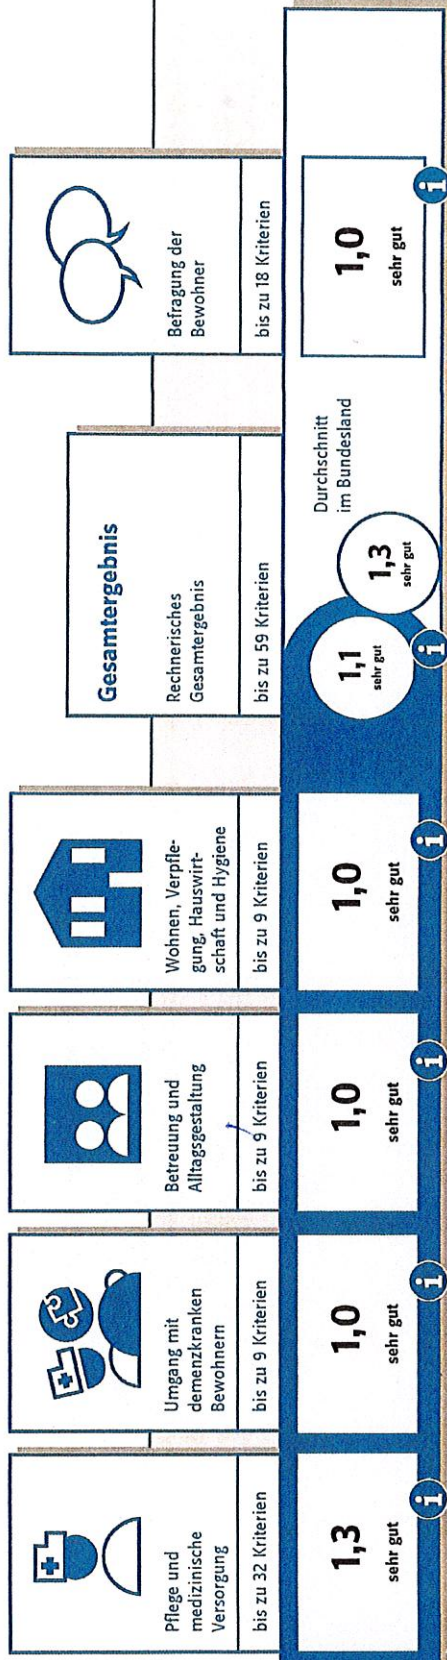 Pflege und
medizinische
Versorgung
bis zu 32 Kriterien
1,3
sehr gut
Umgang mit
demenzkranken
Bewohnern
bis zu 9 Kriterien
1,0
sehr gut
Betreuung und
Alltagsgestaltung
bis zu 9 Kriterien
1,0
sehr gut
Wohnen, Verpfle-
gung, Hauswirt-
schaft und Hygiene
bis zu 9 Kriterien
1,0
sehr gut
Gesamtergebnis
Rechnerisches
Gesamtergebnis
bis zu 59 Kriterien
1,1
sehr gut
Durchschnitt
im Bundesland
1,3
sehr gut
Befragung der
Bewohner
bis zu 18 Kriterien
1,0
sehr gut